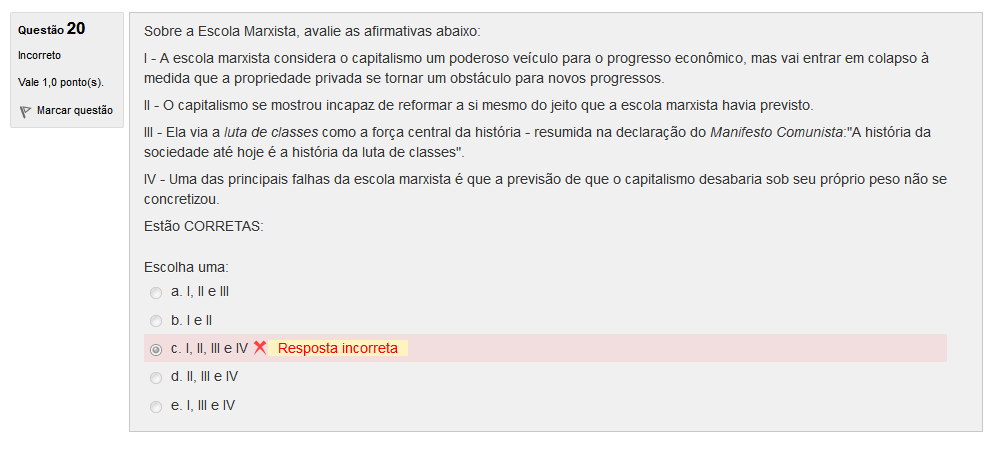 Questão 20
Incorreto
Vale 1,0 ponto(s).
Marcar questão
Sobre a Escola Marxista, avalie as afirmativas abaixo:
I - A escola marxista considera o capitalismo um poderoso veículo para o progresso econômico, mas vai entrar em colapso à
medida que a propriedade privada se tornar um obstáculo para novos progressos.
II - O capitalismo se mostrou incapaz de reformar a si mesmo do jeito que a escola marxista havia previsto.
III - Ela via a luta de classes como a força central da história - resumida na declaração do Manifesto Comunista:"A história da
sociedade até hoje é a história da luta de classes".
IV - Uma das principais falhas da escola marxista é que a previsão de que o capitalismo desabaria sob seu próprio peso não se
concretizou.
Estão CORRETAS:
Escolha uma:
a. I, II e III
b. I e II
c. I, II, III e IV Resposta incorreta
d. II, III e IV
e. I, III e IV